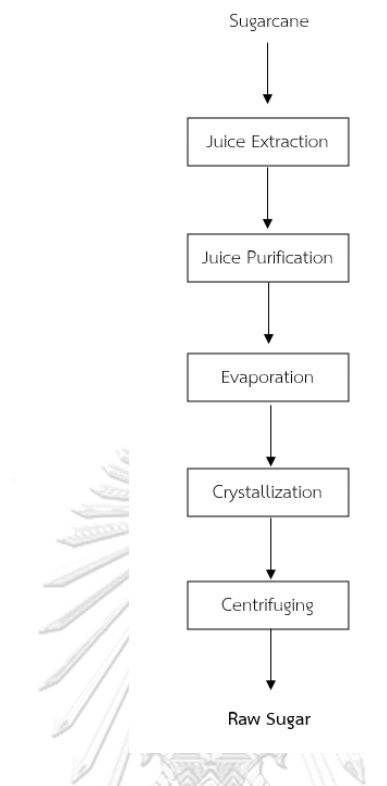 Sugarcane
Juice Extraction
Juice Purification
Evaporation
Crystallization
Centrifuging
Raw Sugar